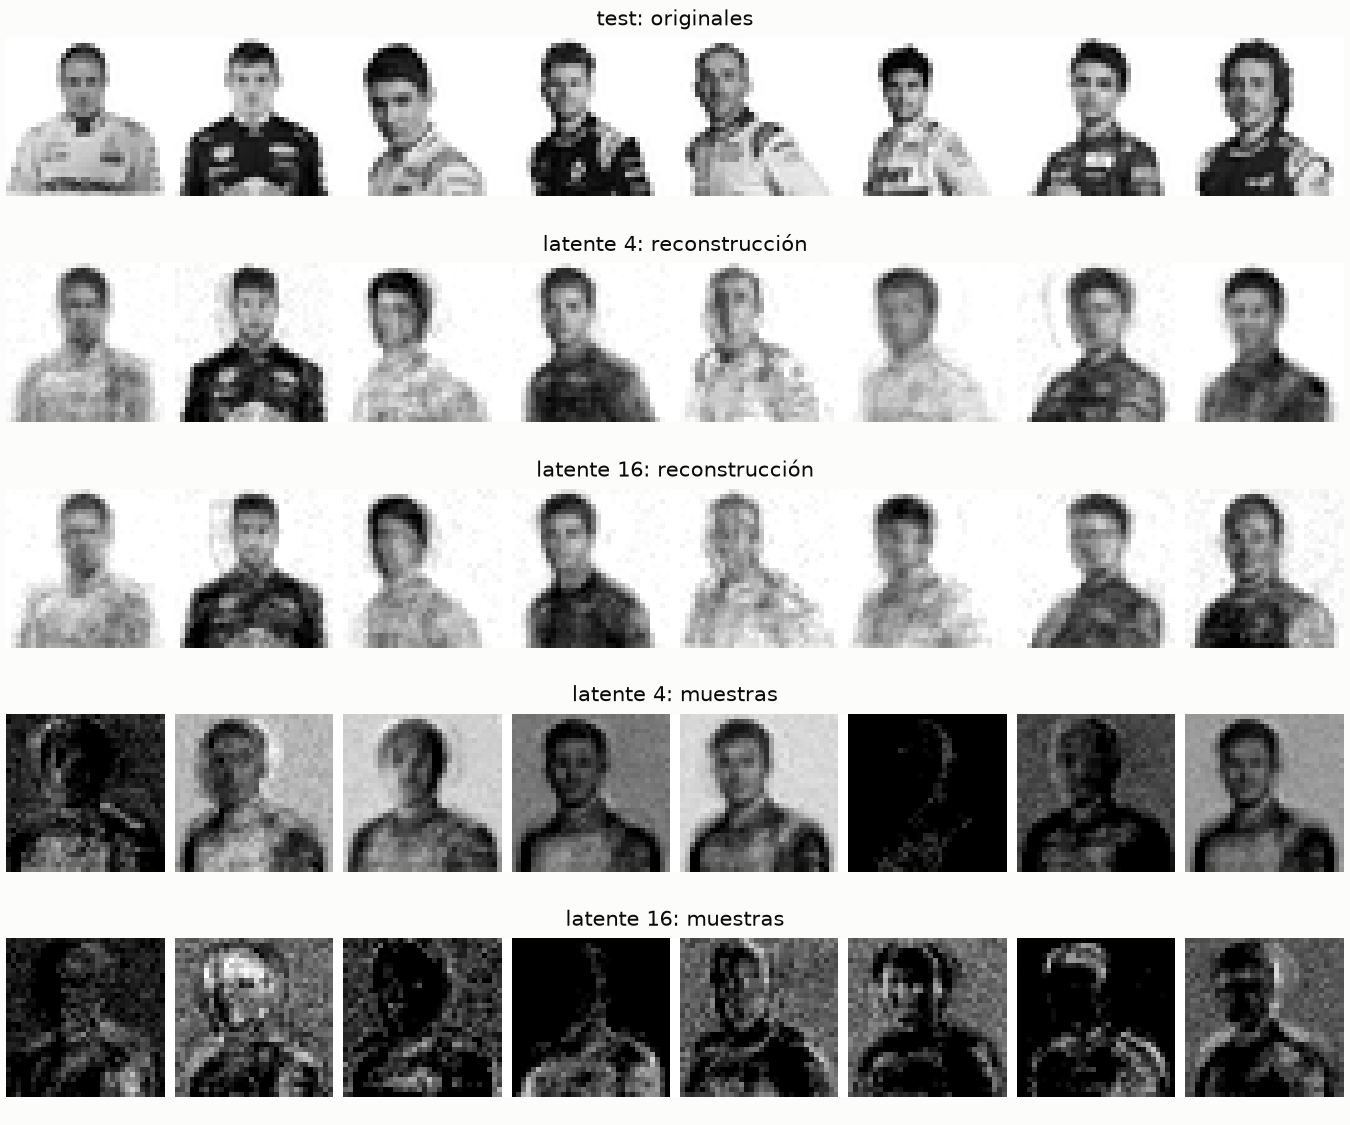 test: originales
latente 4: reconstrucción
latente 16: reconstrucción
latente 4: muestras
latente 16: muestras